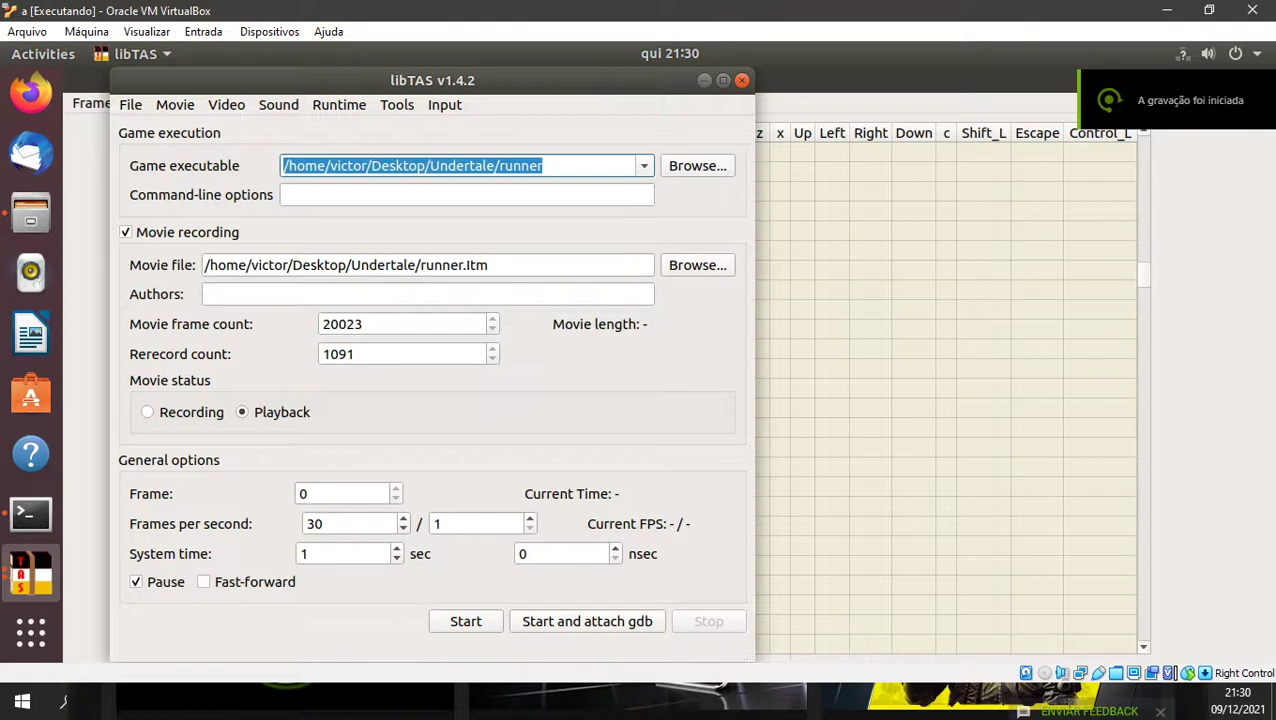 a [Executando] - Oracle VM VirtualBox
Arquivo Máquina Visualizar Entrada Dispositivos Ajuda
Activities libTAS qui 21:30
libTAS v1.4.2
A gravação foi iniciada
Frame
File Movie Video Sound Runtime Tools Input
z x Up Left Right Down c Shift_L Escape Control_L
Game execution
Game executable /home/victor/Desktop/Undertale/runner Browse...
Command-line options
Movie recording
Movie file: /home/victor/Desktop/Undertale/runner.ltm Browse...
Authors:
Movie frame count: 20023 Movie length: -
Rerecord count: 1091
Movie status
Recording Playback
General options
Frame: 0 Current Time: -
Frames per second: 30 / 1 Current FPS: - / -
System time: 1 sec 0 nsec
Pause Fast-forward
Start Start and attach gdb Stop
TAS
Right Control
21:30
09/12/2021
ENVIAR FEEDBACK